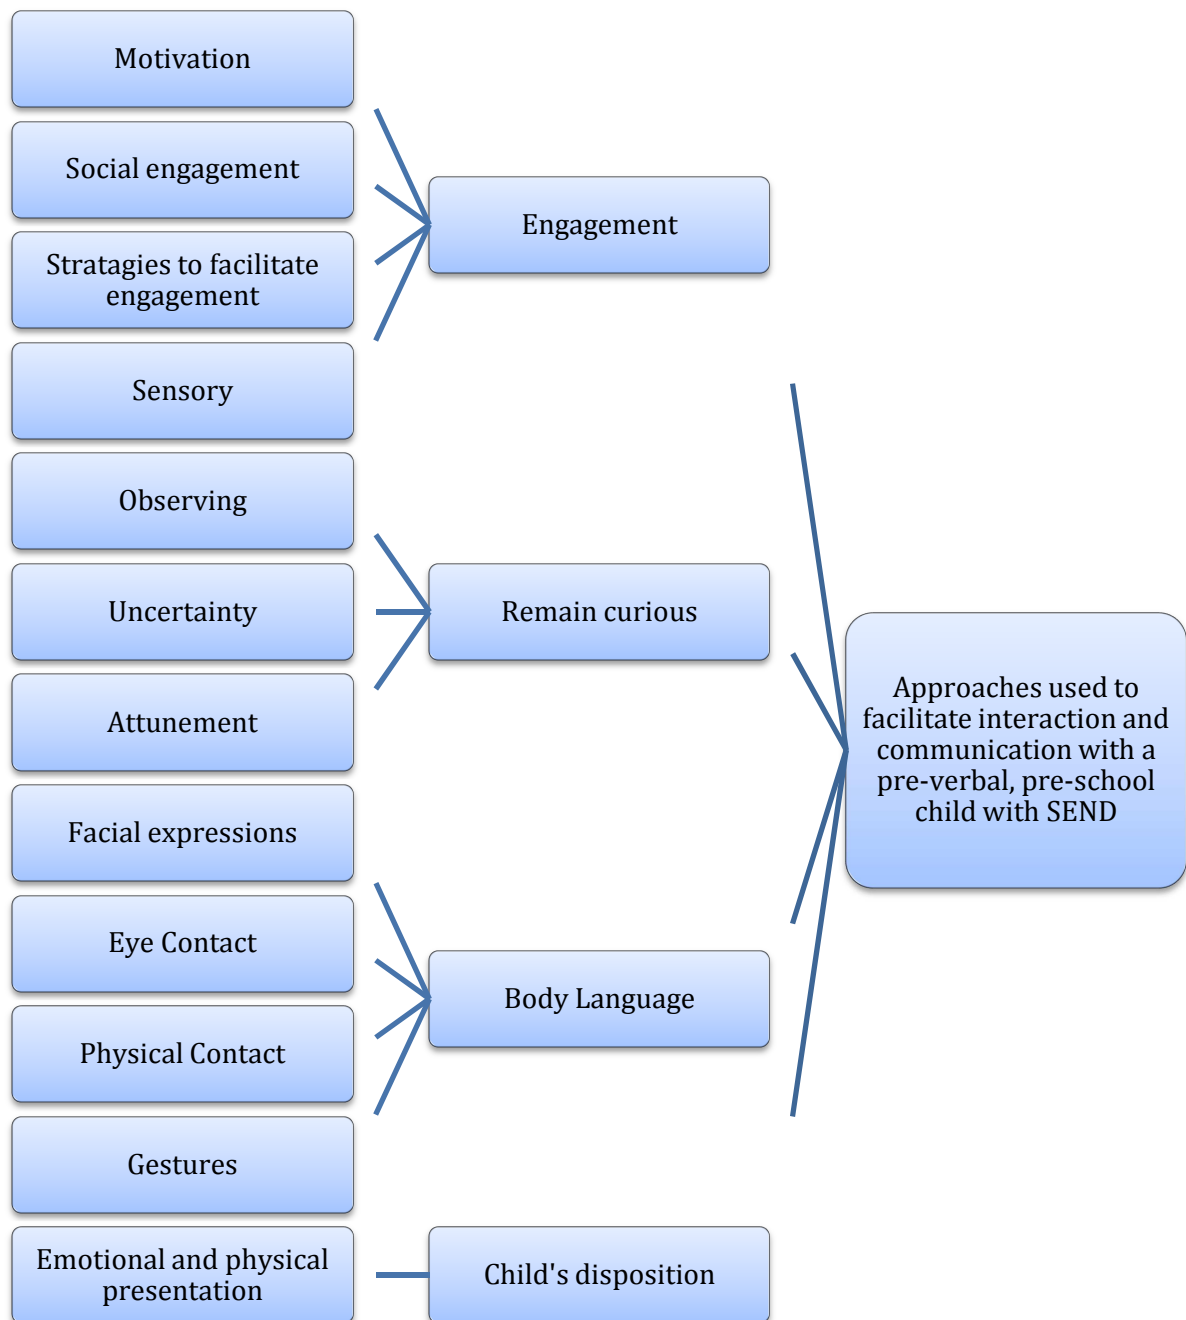 Motivation
Social engagement
Stratagies to facilitate
engagement
Sensory
Observing
Uncertainty
Attunement
Facial expressions
Eye Contact
Physical Contact
Gestures
Emotional and physical
presentation
Engagement
Remain curious
Body Language
Child's disposition
Approaches used to
facilitate interaction and
communication with a
pre-verbal, pre-school
child with SEND